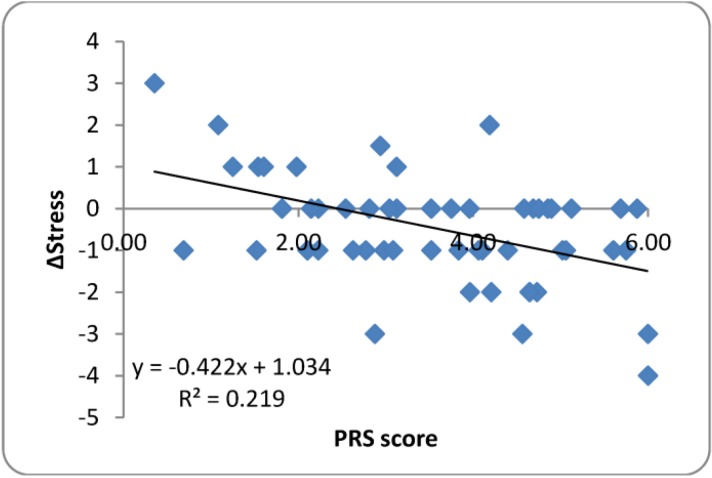 4
3
2
1
0
-1
-2
-3
-4
-5
0.00 2.00 4.00 6.00
ΔStress
y = -0.422x + 1.034
R² = 0.219
PRS score